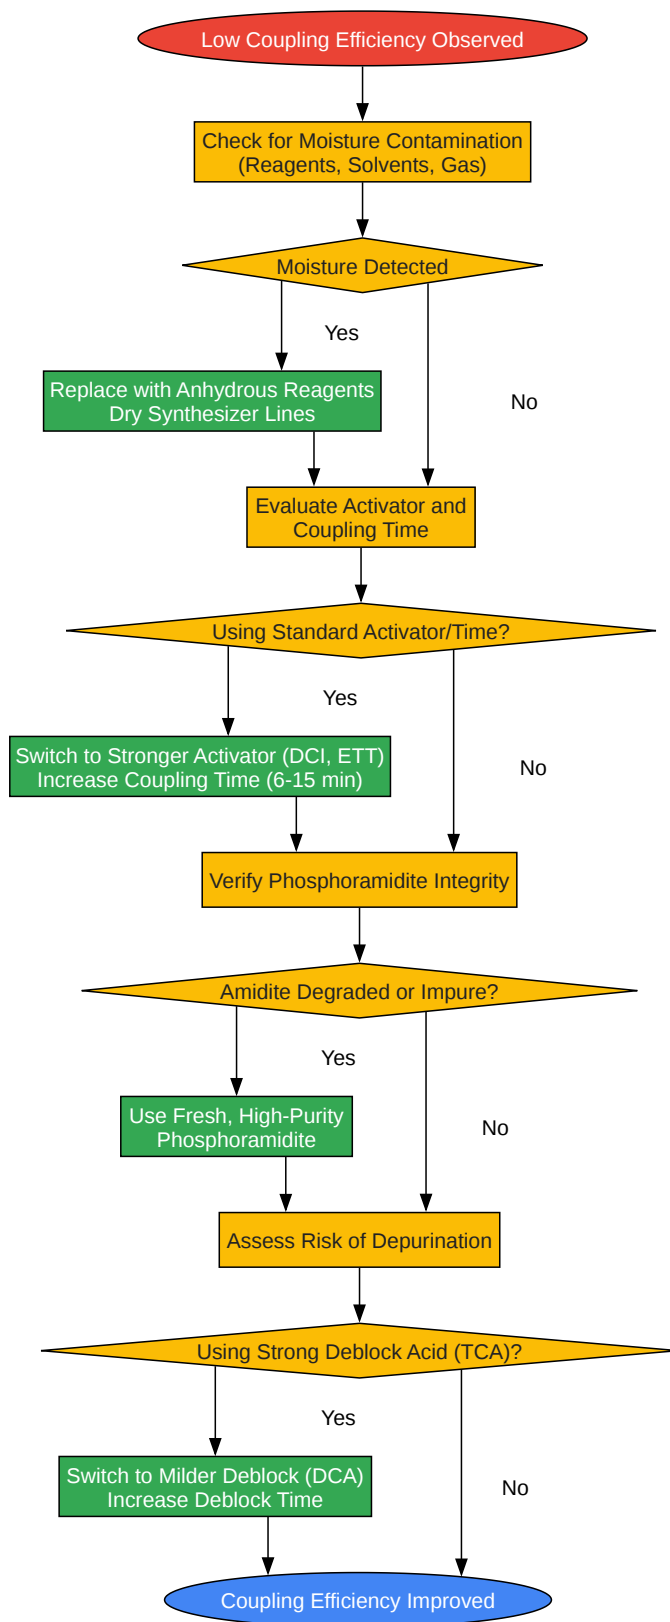 Low Coupling Efficiency Observed
Check for Moisture Contamination
(Reagents, Solvents, Gas)
Moisture Detected
Yes
Replace with Anhydrous Reagents
Dry Synthesizer Lines
No
Evaluate Activator and
Coupling Time
Using Standard Activator/Time?
Yes
Switch to Stronger Activator (DCI, ETT)
Increase Coupling Time (6-15 min)
No
Verify Phosphoramidite Integrity
Amidite Degraded or Impure?
Yes
Use Fresh, High-Purity
Phosphoramidite
No
Assess Risk of Depurination
Using Strong Deblock Acid (TCA)?
Yes
Switch to Milder Deblock (DCA)
Increase Deblock Time
No
Coupling Efficiency Improved